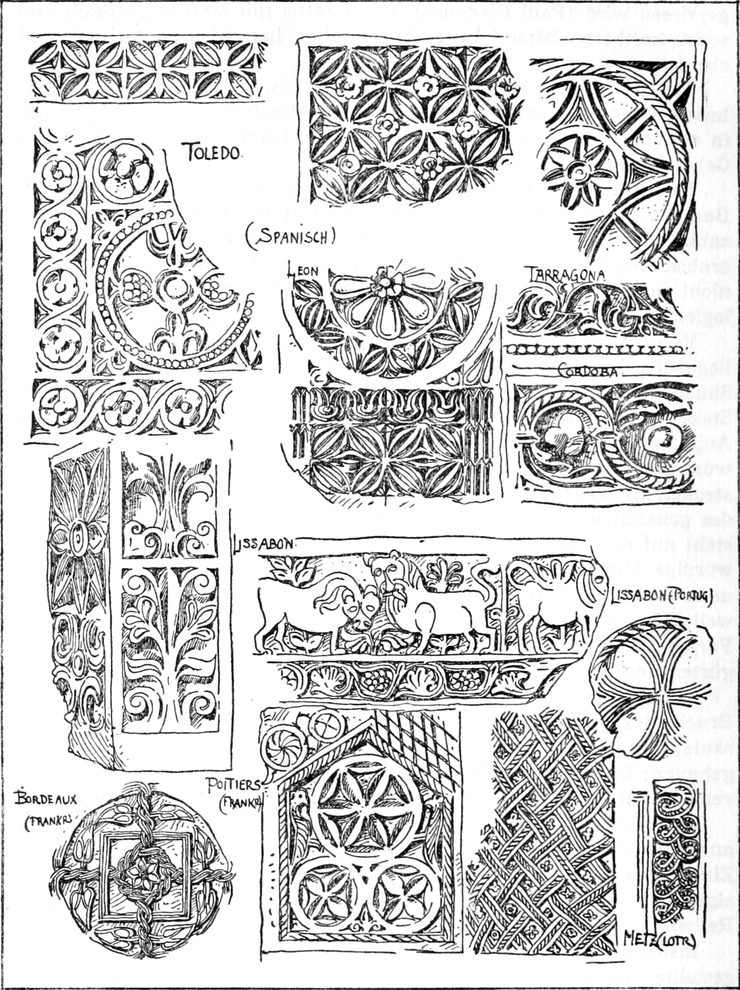 TOLEDO.
(SPANISCH)
LEON
TARRAGONA
CORDOBA.
LISSABON.
LISSABON (PORTUG)
BORDEAUX
(FRANKR.)
POITIERS
(FRANKR)
METZ (LOTR)